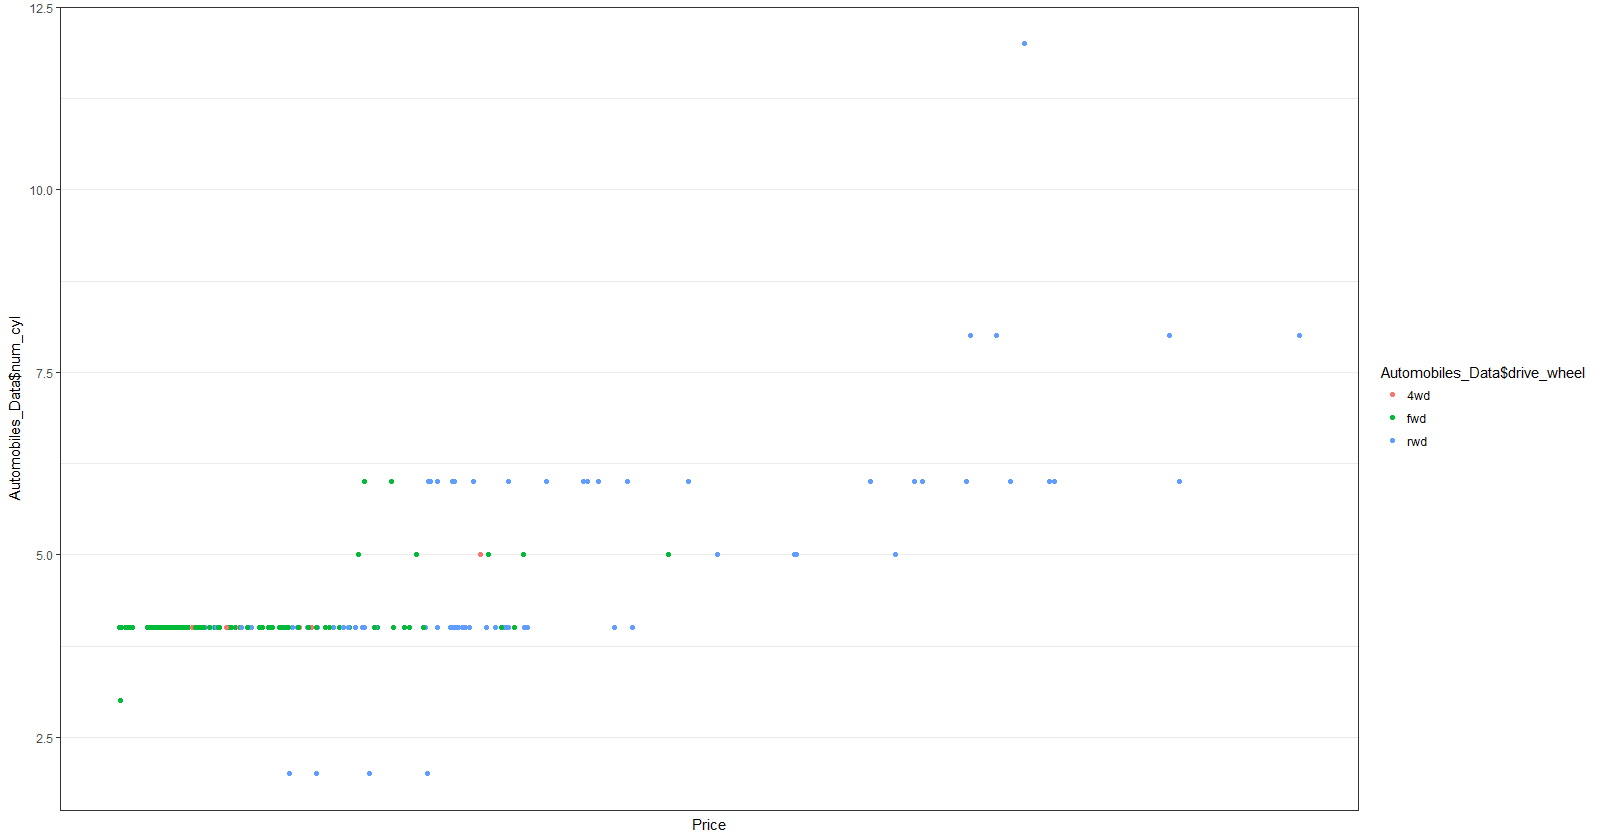 12.5
10.0
7.5
5.0
2.5
Automobiles_Data$num_cyl
Price
Automobiles_Data$drive_wheel
4wd
fwd
rwd